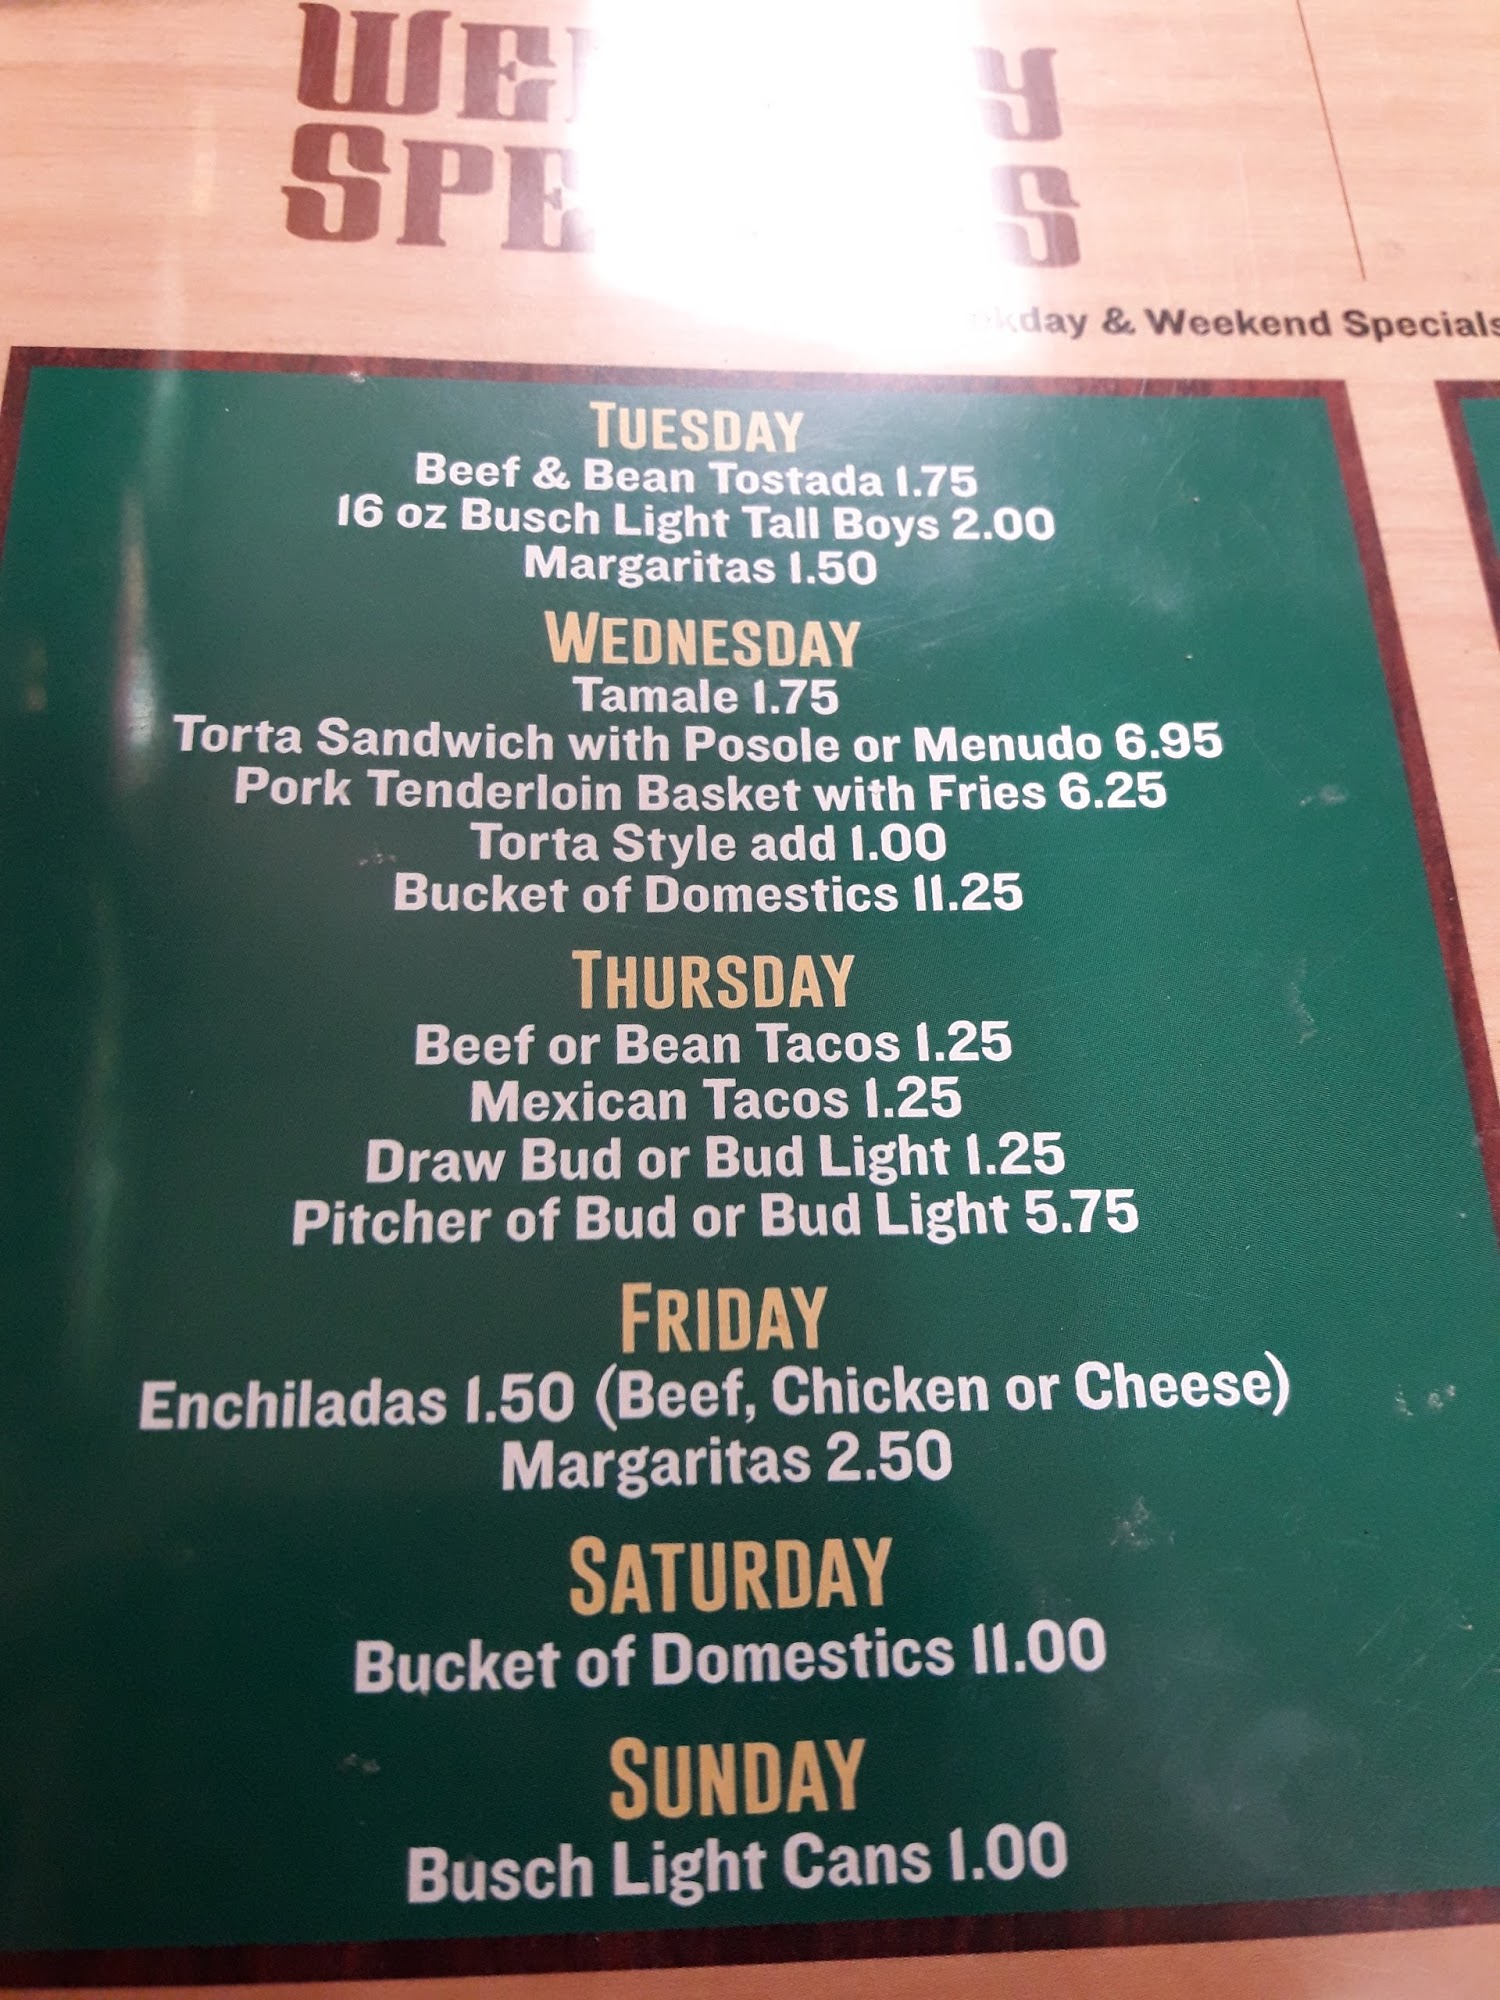 SPECIALS
& Weekend Specials
TUESDAY
Beef & Bean Tostada 1.75
16 oz Busch Light Tall Boys 2.00
Margaritas 1.50
WEDNESDAY
Tamale 1.75
Torta Sandwich with Posole or Menudo 6.95
Pork Tenderloin Basket with Fries 6.25
Torta Style add 1.00
Bucket of Domestics 11.25
THURSDAY
Beef or Bean Tacos 1.25
Mexican Tacos 1.25
Draw Bud or Bud Light 1.25
Pitcher of Bud or Bud Light 5.75
FRIDAY
Enchiladas 1.50 (Beef, Chicken or Cheese)
Margaritas 2.50
SATURDAY
Bucket of Domestics 11.00
SUNDAY
Busch Light Cans 1.00